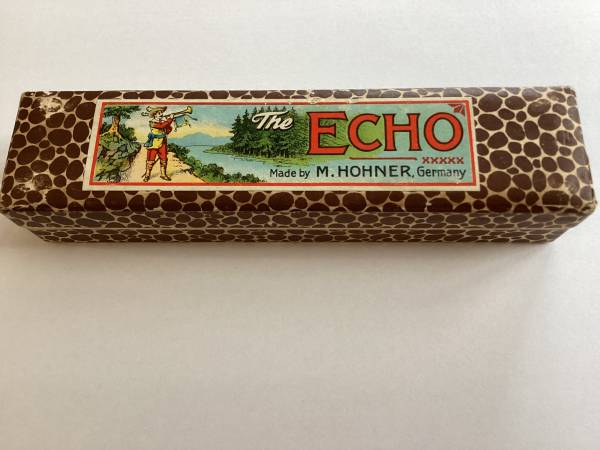 The ECHO
xxxxx
Made by M. HOHNER, Germany